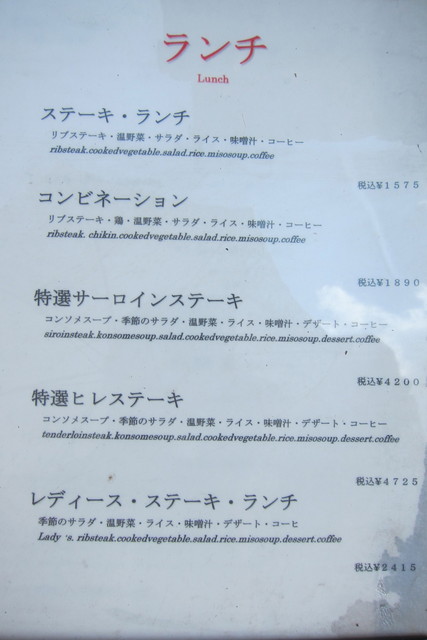 ランチ
Lunch
ステーキ・ランチ
リブステーキ・温野菜・サラダ・ライス・味噌汁・コーヒー
ribsteak.cookedvegetable.salad.rice.misosoup.coffee
税込¥1575
コンビネーション
リブステーキ・鶏・温野菜・サラダ・ライス・味噌汁・コーヒー
ribsteak. chikin.cookedvegetable.salad.rice.misosoup.coffee
税込¥1890
特選サーロインステーキ
コンソメスープ・季節のサラダ・温野菜・ライス・味噌汁・デザート・コーヒー
siroinsteak.konsomesoup.salad.cookedvegetable.rice.misosoup.dessert.coffee
税込¥4200
特選ヒレステーキ
コンソメスープ・季節のサラダ・温野菜・ライス・味噌汁・デザート・コーヒー
tenderloinsteak.konsomesoup.salad.cookedvegetable.rice.misosoup.dessert.coffee
税込¥4725
レディース・ステーキ・ランチ
季節のサラダ・温野菜・ライス・味噌汁・デザート・コーヒ
Lady 's. ribsteak.cookedvegetable.salad.rice.misosoup.dessert.coffee
税込¥2415